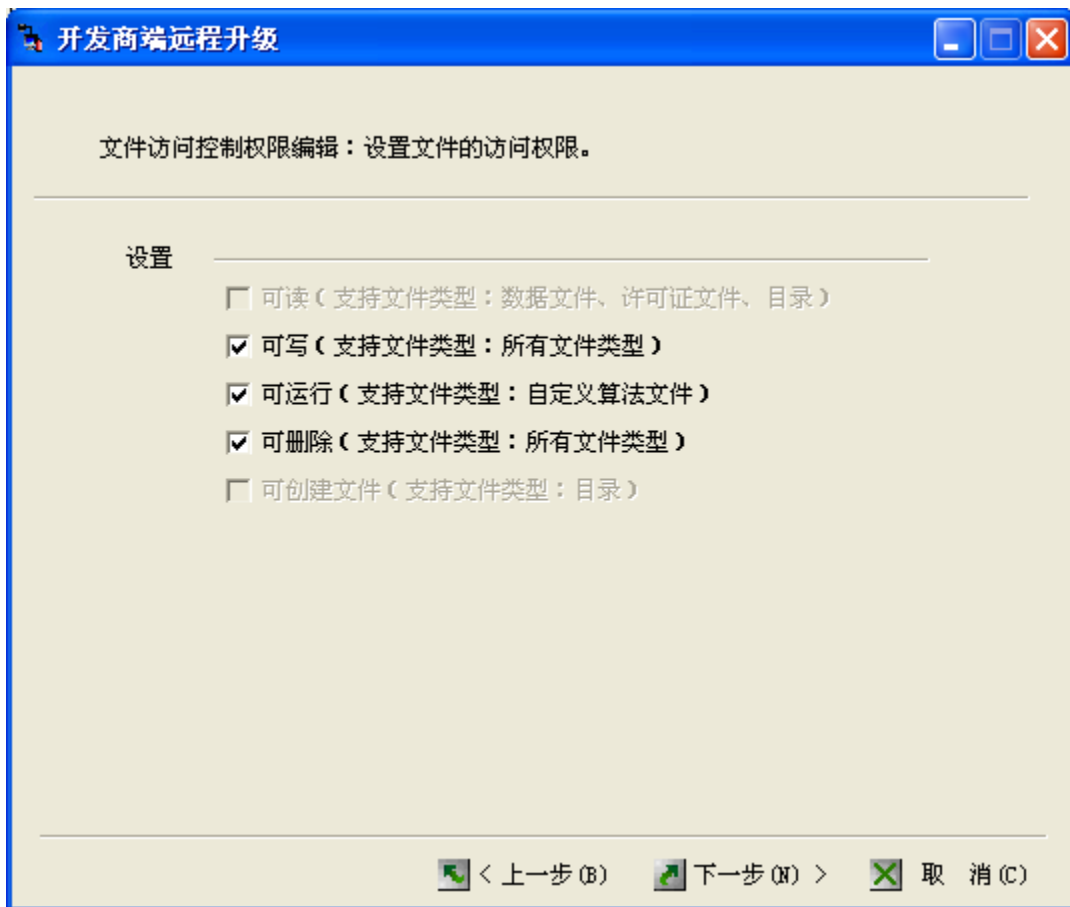 开发商端远程升级
文件访问控制权限编辑：设置文件的访问权限。
设置
可读(支持文件类型：数据文件、许可证文件、目录)
可写(支持文件类型：所有文件类型)
可运行(支持文件类型：自定义算法文件)
可删除(支持文件类型：所有文件类型)
可创建文件(支持文件类型：目录)
< 上一步(B) 下一步(N) > 取 消(C)